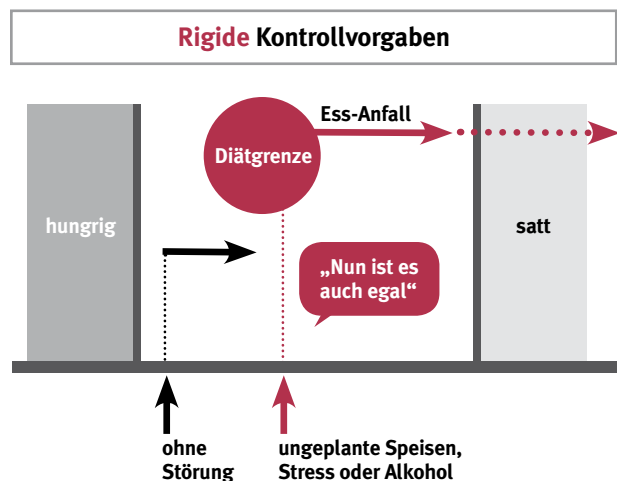 Rigide Kontrollvorgaben
Ess-Anfall
Diätgrenze
hungrig
satt
„Nun ist es
auch egal“
ohne
Störung
ungeplante Speisen,
Stress oder Alkohol